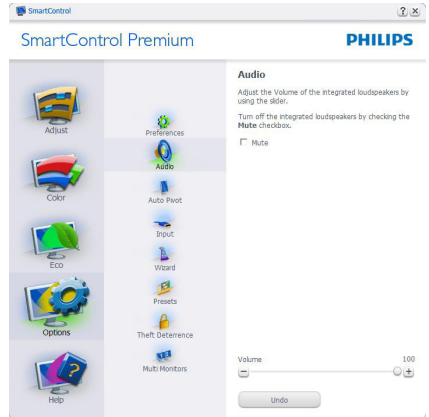 SmartControl
SmartControl Premium
PHILIPS
Adjust
Color
Eco
Options
Help
Preferences
Audio
Auto Pivot
Input
Wizard
Presets
Theft Deterrence
Multi Monitors
Audio
Adjust the Volume of the integrated loudspeakers by
using the slider.
Turn off the integrated loudspeakers by checking the
Mute checkbox.
Mute
Volume 100
Undo